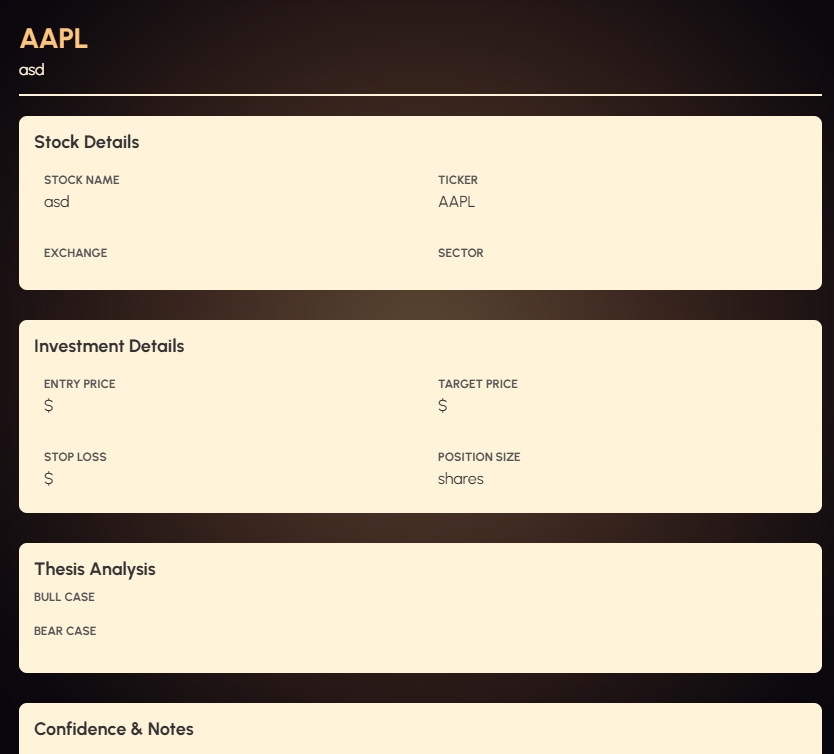 AAPL
asd
Stock Details
STOCK NAME
asd
TICKER
AAPL
EXCHANGE
SECTOR
Investment Details
ENTRY PRICE
$
TARGET PRICE
$
STOP LOSS
$
POSITION SIZE
shares
Thesis Analysis
BULL CASE
BEAR CASE
Confidence & Notes